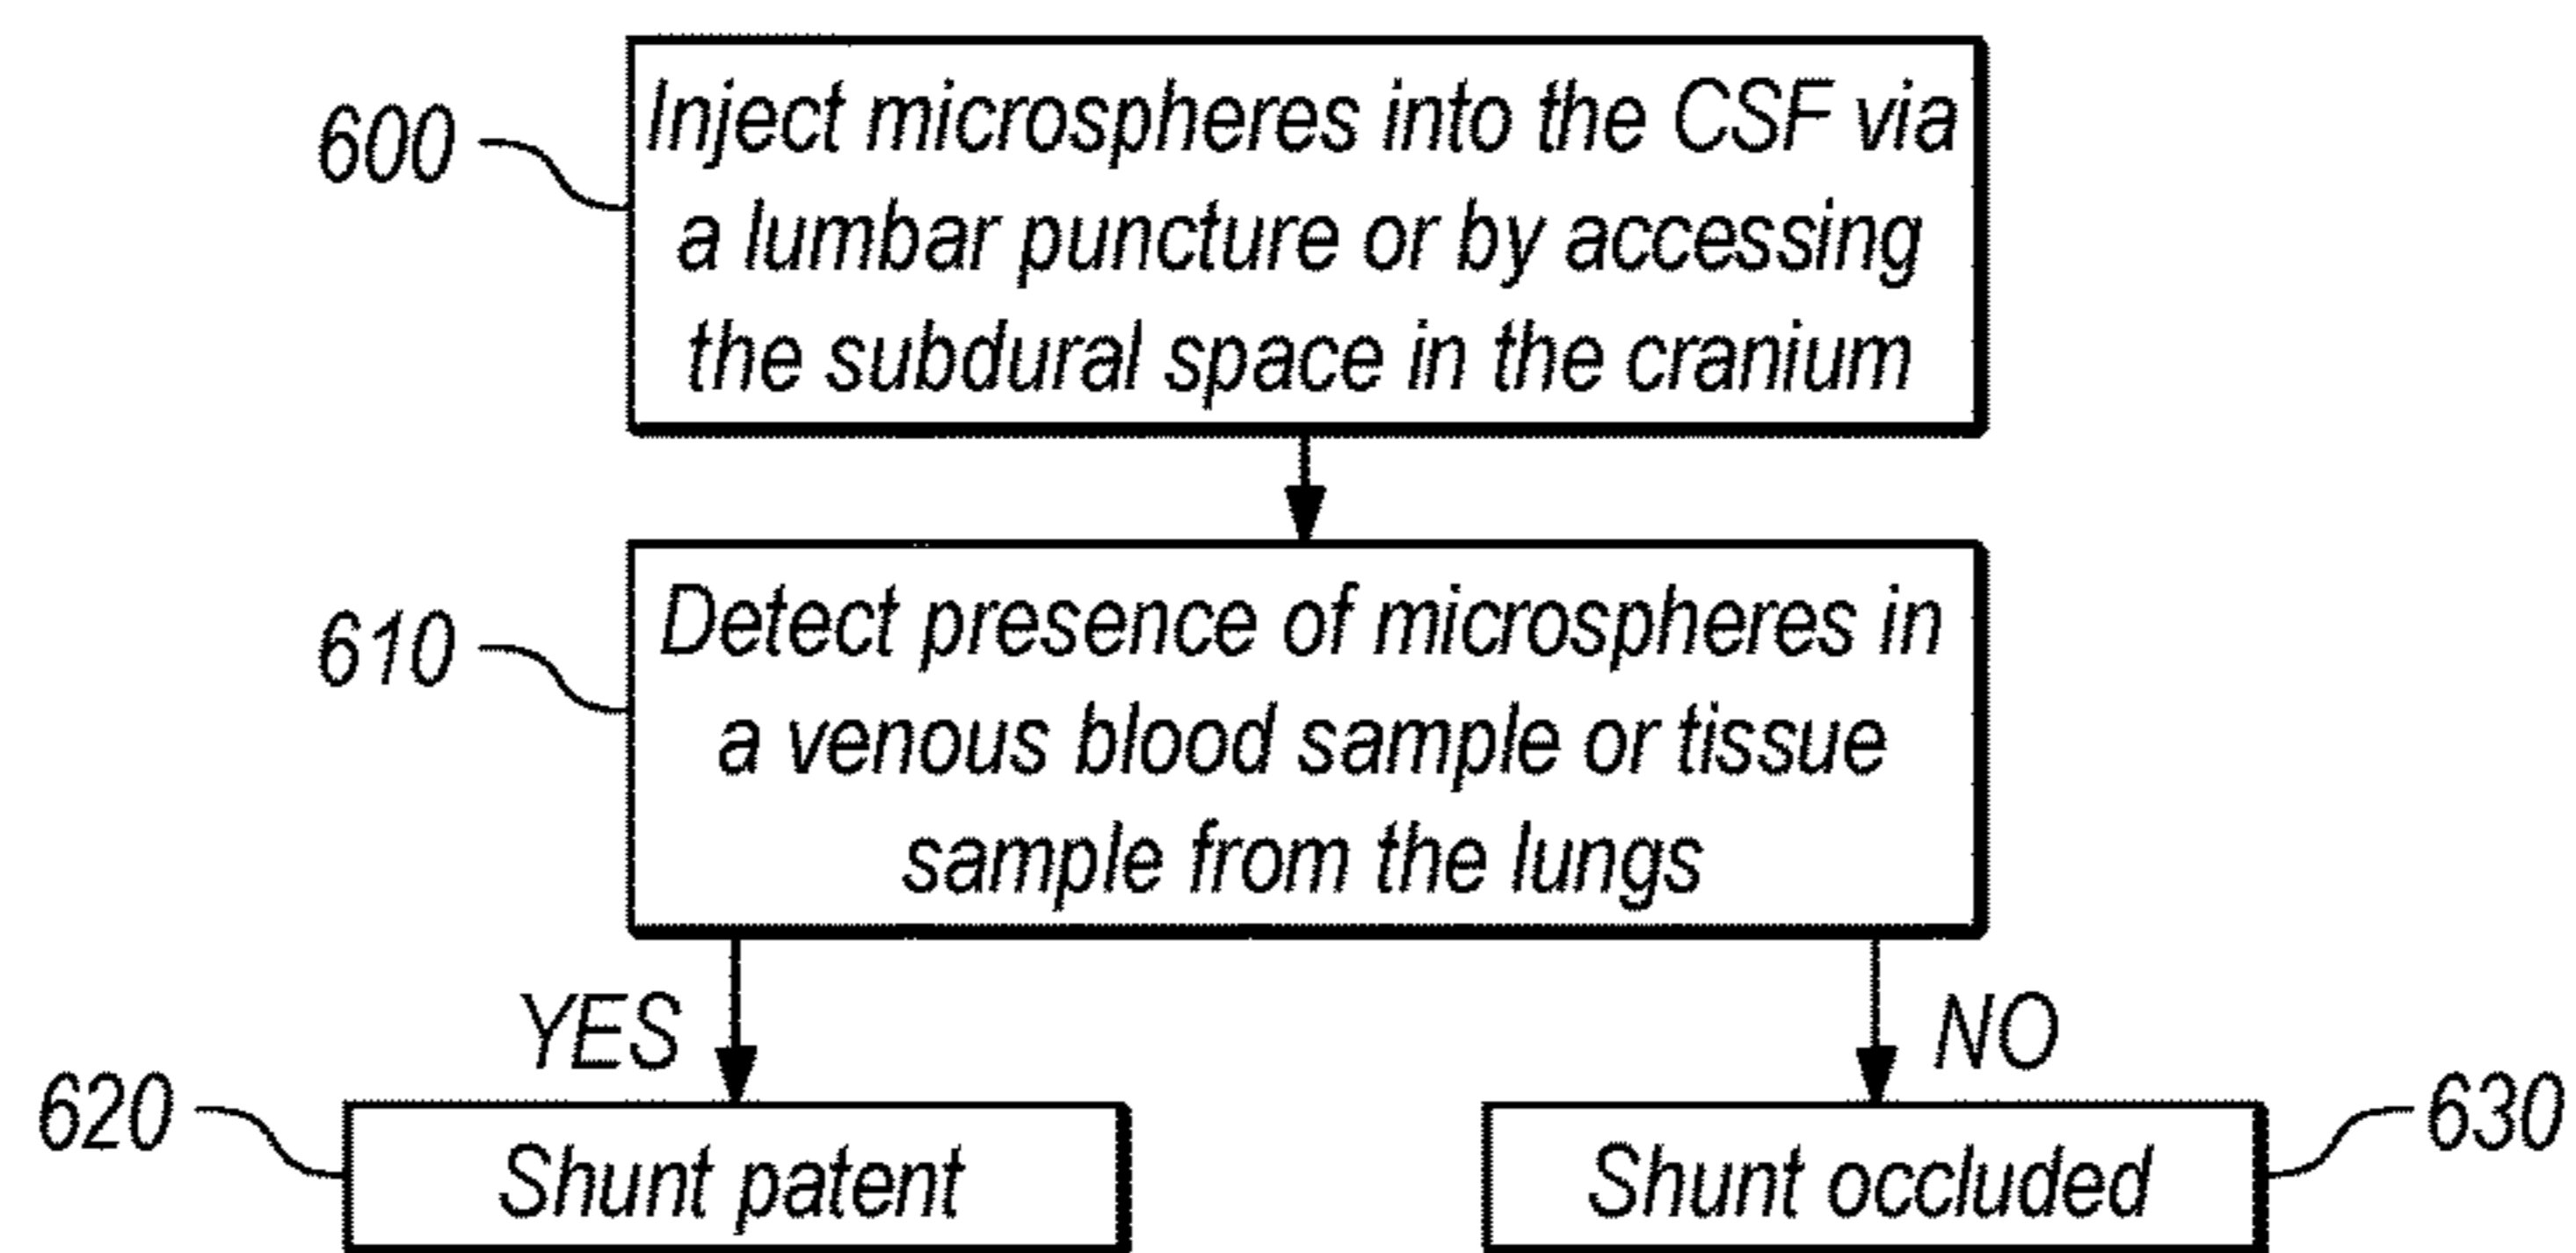 600
Inject microspheres into the CSF via
a lumbar puncture or by accessing
the subdural space in the cranium
610
Detect presence of microspheres in
a venous blood sample or tissue
sample from the lungs
YES
NO
620
Shunt patent
Shunt occluded
630